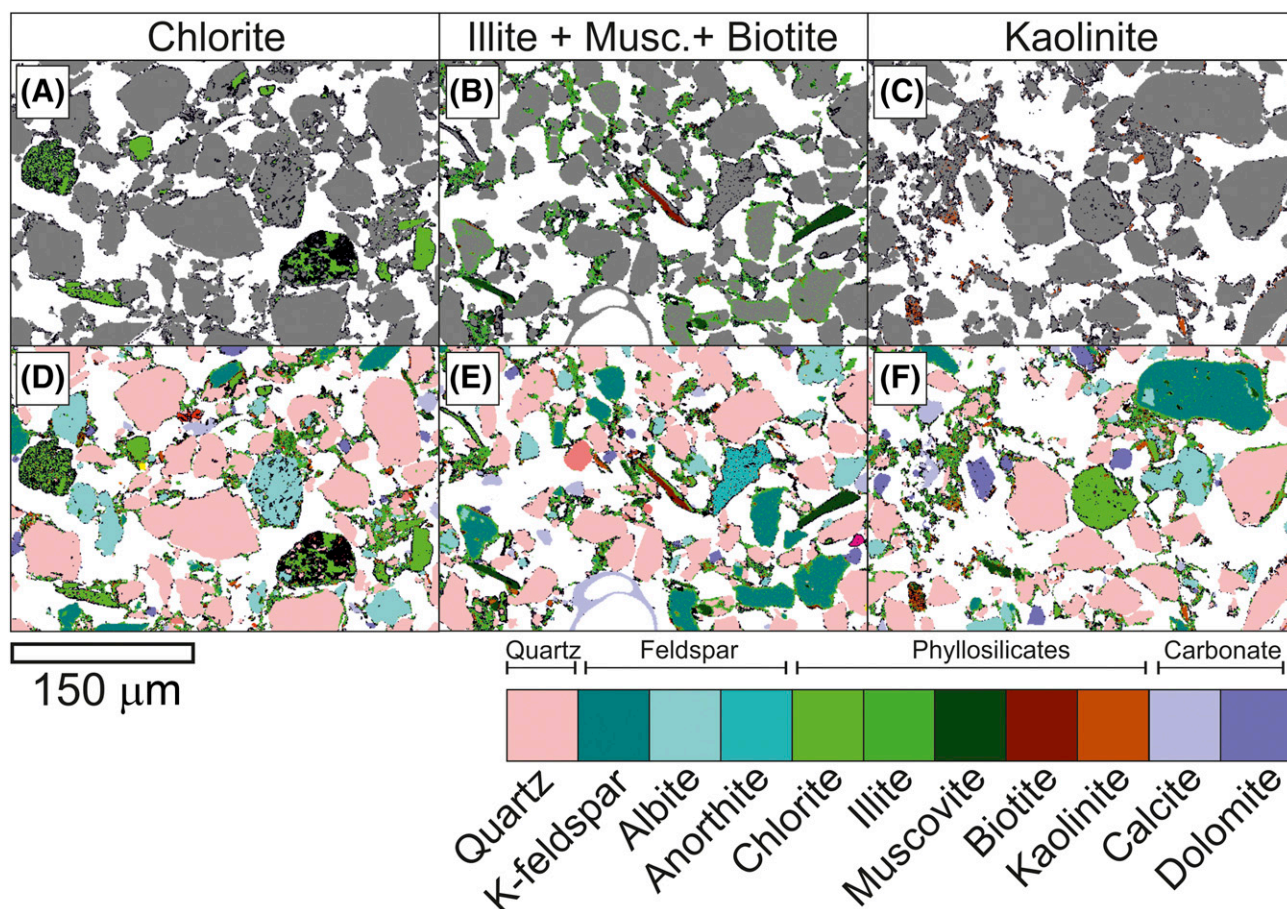 Chlorite
Illite + Musc.+ Biotite
Kaolinite
(A)
(B)
(C)
(D)
(E)
(F)
150 μm
Quartz
Feldspar
Phyllosilicates
Carbonate
Quartz
K-feldspar
Albite
Anorthite
Chlorite
Illite
Muscovite
Biotite
Kaolinite
Calcite
Dolomite